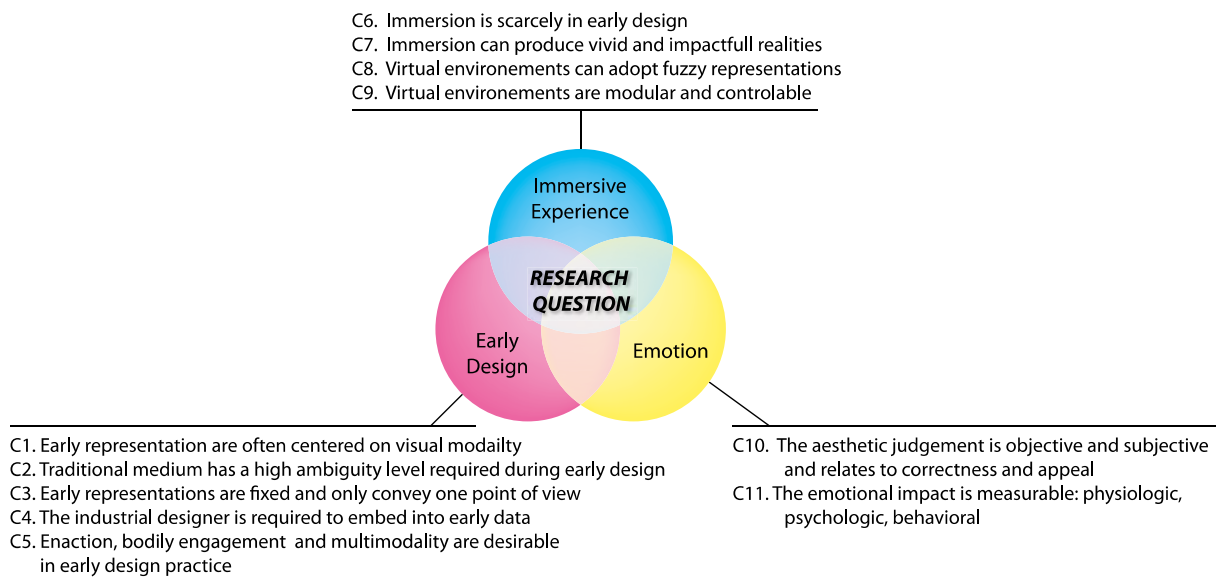 C6. Immersion is scarcely in early design
C7. Immersion can produce vivid and impactfull realities
C8. Virtual environements can adopt fuzzy representations
C9. Virtual environements are modular and controlable
Immersive
Experience
RESEARCH
QUESTION
Early
Design
Emotion
C1. Early representation are often centered on visual modailty
C2. Traditional medium has a high ambiguity level required during early design
C3. Early representations are fixed and only convey one point of view
C4. The industrial designer is required to embed into early data
C5. Enaction, bodily engagement and multimodality are desirable
in early design practice
C10. The aesthetic judgement is objective and subjective
and relates to correctness and appeal
C11. The emotional impact is measurable: physiologic,
psychologic, behavioral